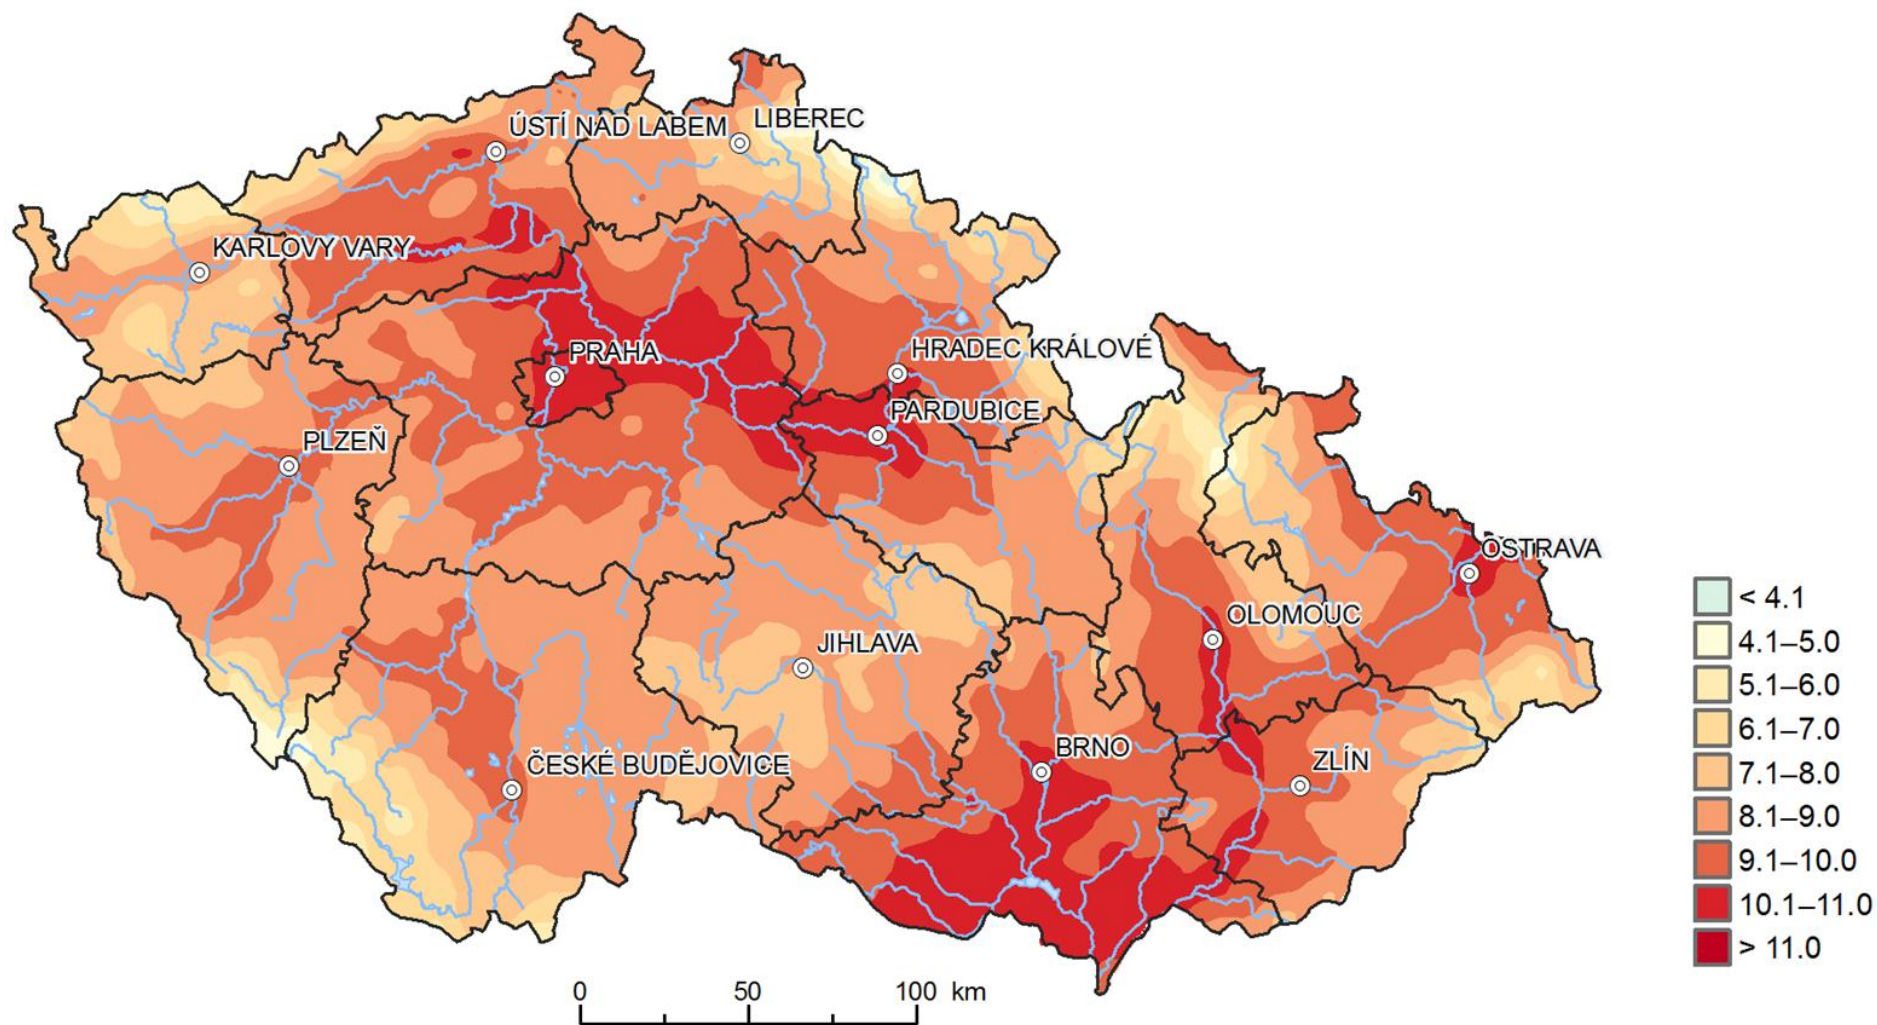 ÚSTÍ NAD LABEM
LIBEREC
KARLOVY VARY
PRAHA
HRADEC KRÁLOVÉ
PARDUBICE
PLZEŇ
OSTRAVA
OLOMOUC
JIHLAVA
BRNO
ZLÍN
ČESKÉ BUDĚJOVICE
< 4.1
4.1–5.0
5.1–6.0
6.1–7.0
7.1–8.0
8.1–9.0
9.1–10.0
10.1–11.0
> 11.0
0 50 100 km